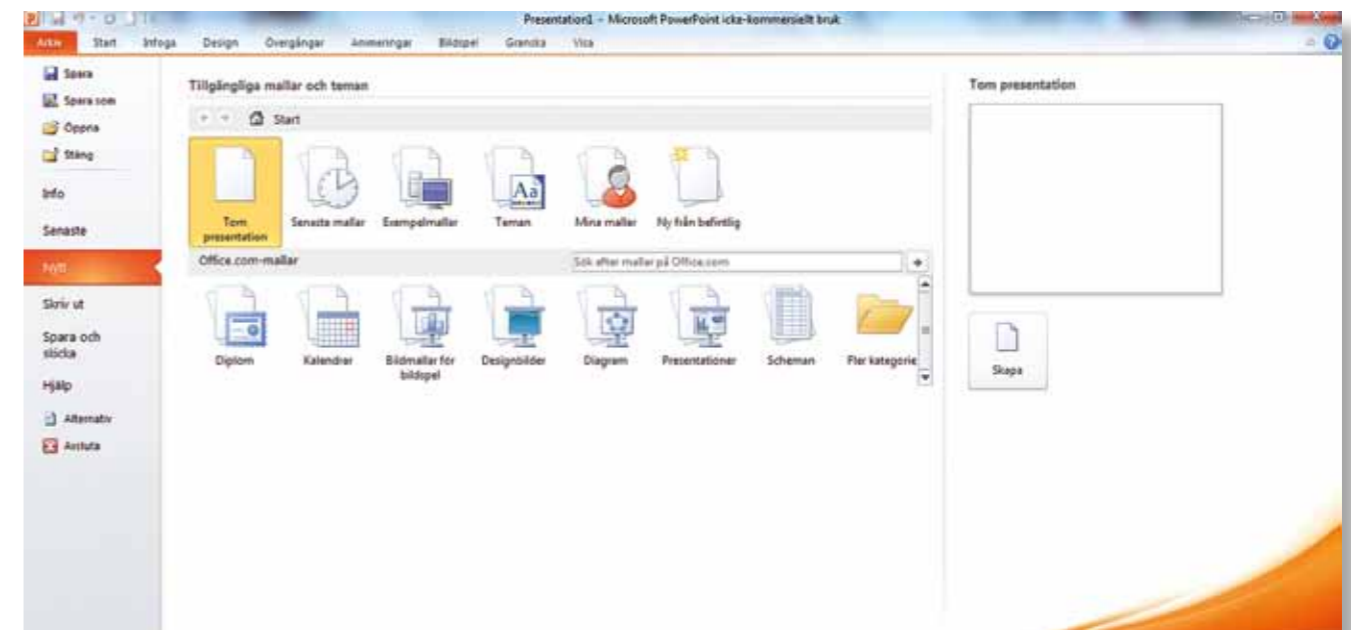 Presentation1 - Microsoft PowerPoint icke-kommersiellt bruk
Arkiv Start Infoga Design Övergångar Animeringar Bildspel Granska Visa
Spara
Spara som
Öppna
Stäng
Info
Senaste
Nytt
Skriv ut
Spara och
skicka
Hjälp
Alternativ
Avsluta
Tillgängliga mallar och teman
Start
Tom
presentation
Senaste mallar
Exempelmallar
Teman
Mina mallar
Ny från befintlig
Office.com-mallar
Sök efter mallar på Office.com
Diplom
Kalendrar
Bildmallar för
bildspel
Designbilder
Diagram
Presentationer
Scheman
Fler kategorie
Tom presentation
Skapa